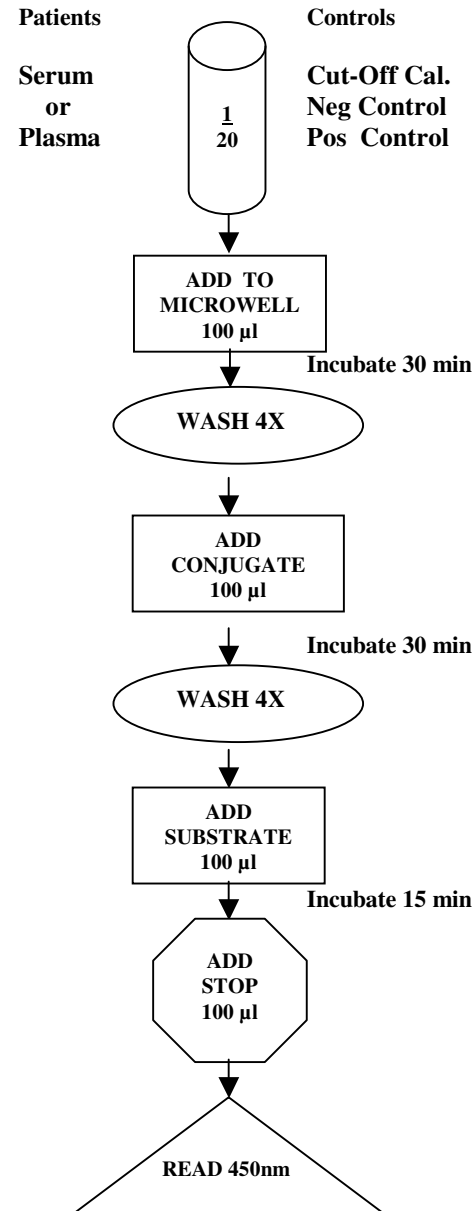 Patients
Controls
Serum
or
Plasma
1
20
Cut-Off Cal.
Neg Control
Pos Control
ADD TO
MICROWELL
100 µl
Incubate 30 min
WASH 4X
ADD
CONJUGATE
100 µl
Incubate 30 min
WASH 4X
ADD
SUBSTRATE
100 µl
Incubate 15 min
ADD
STOP
100 µl
READ 450nm